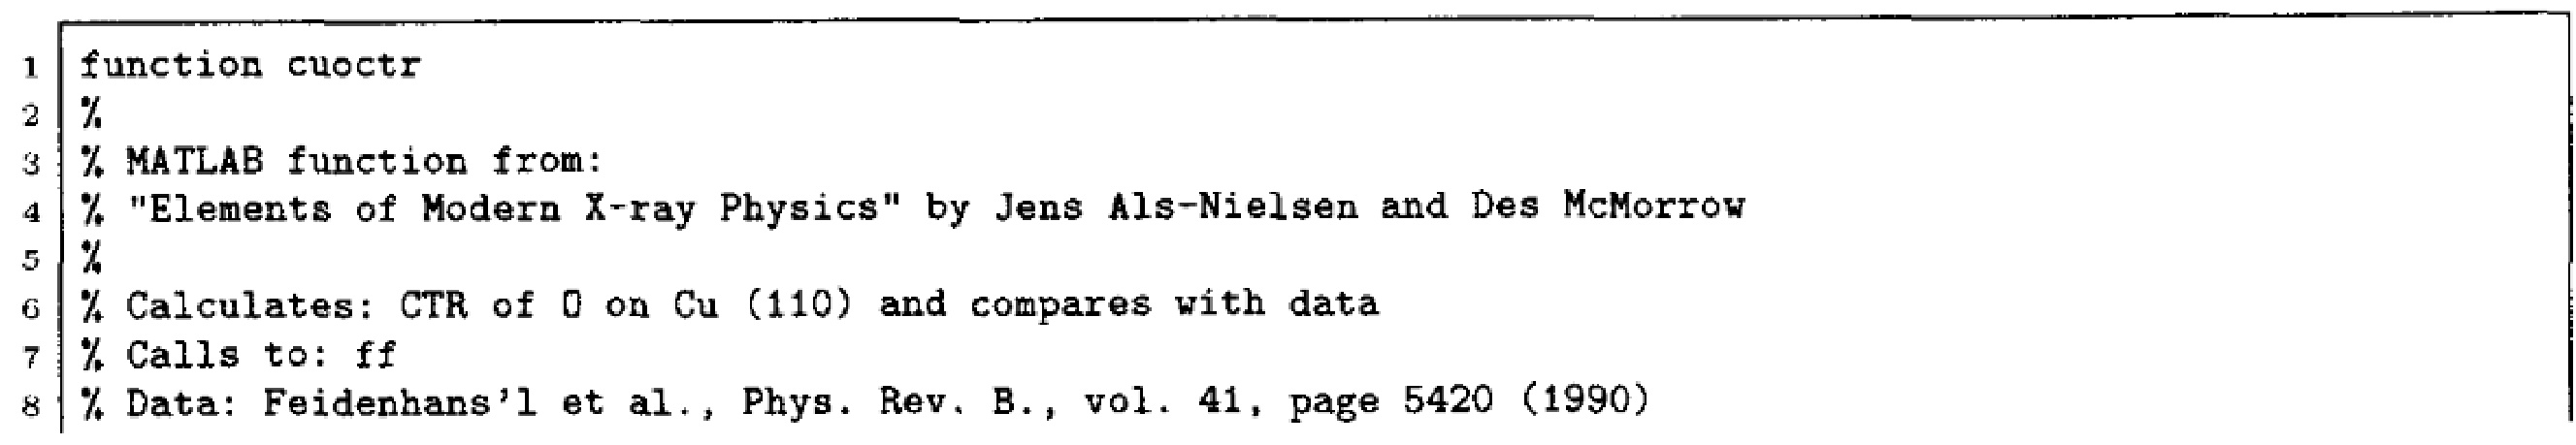 1 function cuoctr
2 %
3 % MATLAB function from:
4 % "Elements of Modern X-ray Physics" by Jens Als-Nielsen and Des McMorrow
5 %
6 % Calculates: CTR of O on Cu (110) and compares with data
7 % Calls to: ff
8 % Data: Feidenhans'l et al., Phys. Rev. B., vol. 41, page 5420 (1990)